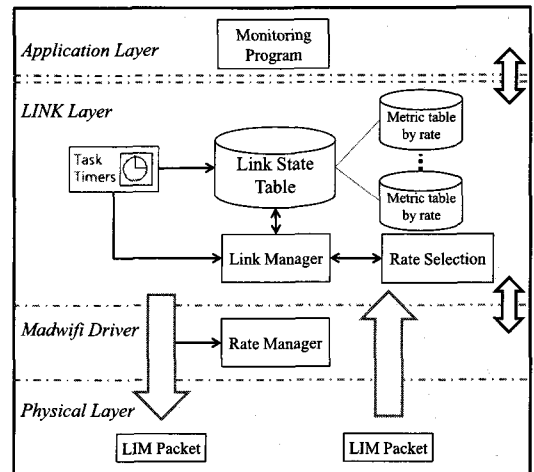 Monitoring
Program
Application Layer
LINK Layer
Metric table
by rate
Task
Timers
Link State
Table
Metric table
by rate
Link Manager
Rate Selection
Madwifi Driver
Rate Manager
Physical Layer
LIM Packet
LIM Packet